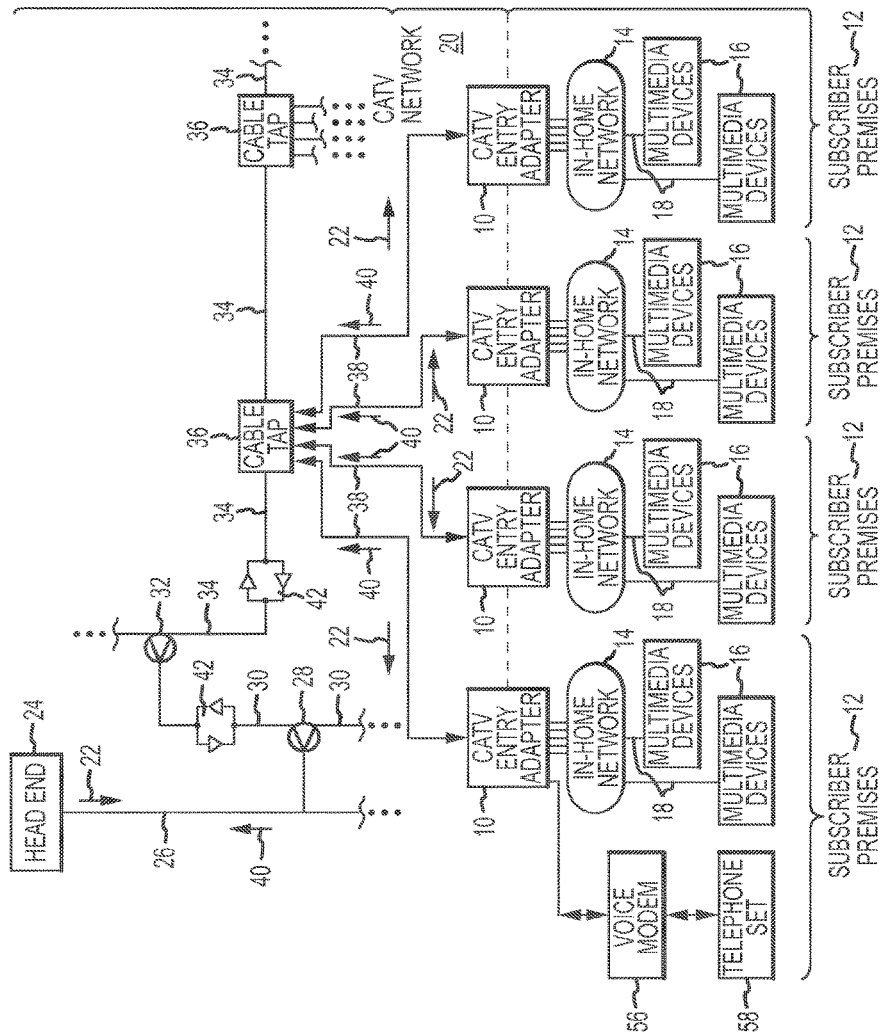 24
HEAD END
22
26
40
28
30
30
42
32
34
42
34
36
CABLE
TAP
34
36
CABLE
TAP
34
CATV
NETWORK
20
22
40
38
22
40
38
22
40
38
22
40
CATV
ENTRY
ADAPTER
10
IN-HOME
NETWORK
14
MULTIMEDIA
DEVICES
16
18
MULTIMEDIA
DEVICES
VOICE
MODEM
56
TELEPHONE
SET
58
SUBSCRIBER
PREMISES
12
CATV
ENTRY
ADAPTER
10
IN-HOME
NETWORK
14
MULTIMEDIA
DEVICES
16
18
MULTIMEDIA
DEVICES
SUBSCRIBER
PREMISES
12
CATV
ENTRY
ADAPTER
10
IN-HOME
NETWORK
14
MULTIMEDIA
DEVICES
16
18
MULTIMEDIA
DEVICES
SUBSCRIBER
PREMISES
12
CATV
ENTRY
ADAPTER
10
IN-HOME
NETWORK
14
MULTIMEDIA
DEVICES
16
18
MULTIMEDIA
DEVICES
SUBSCRIBER
PREMISES
12